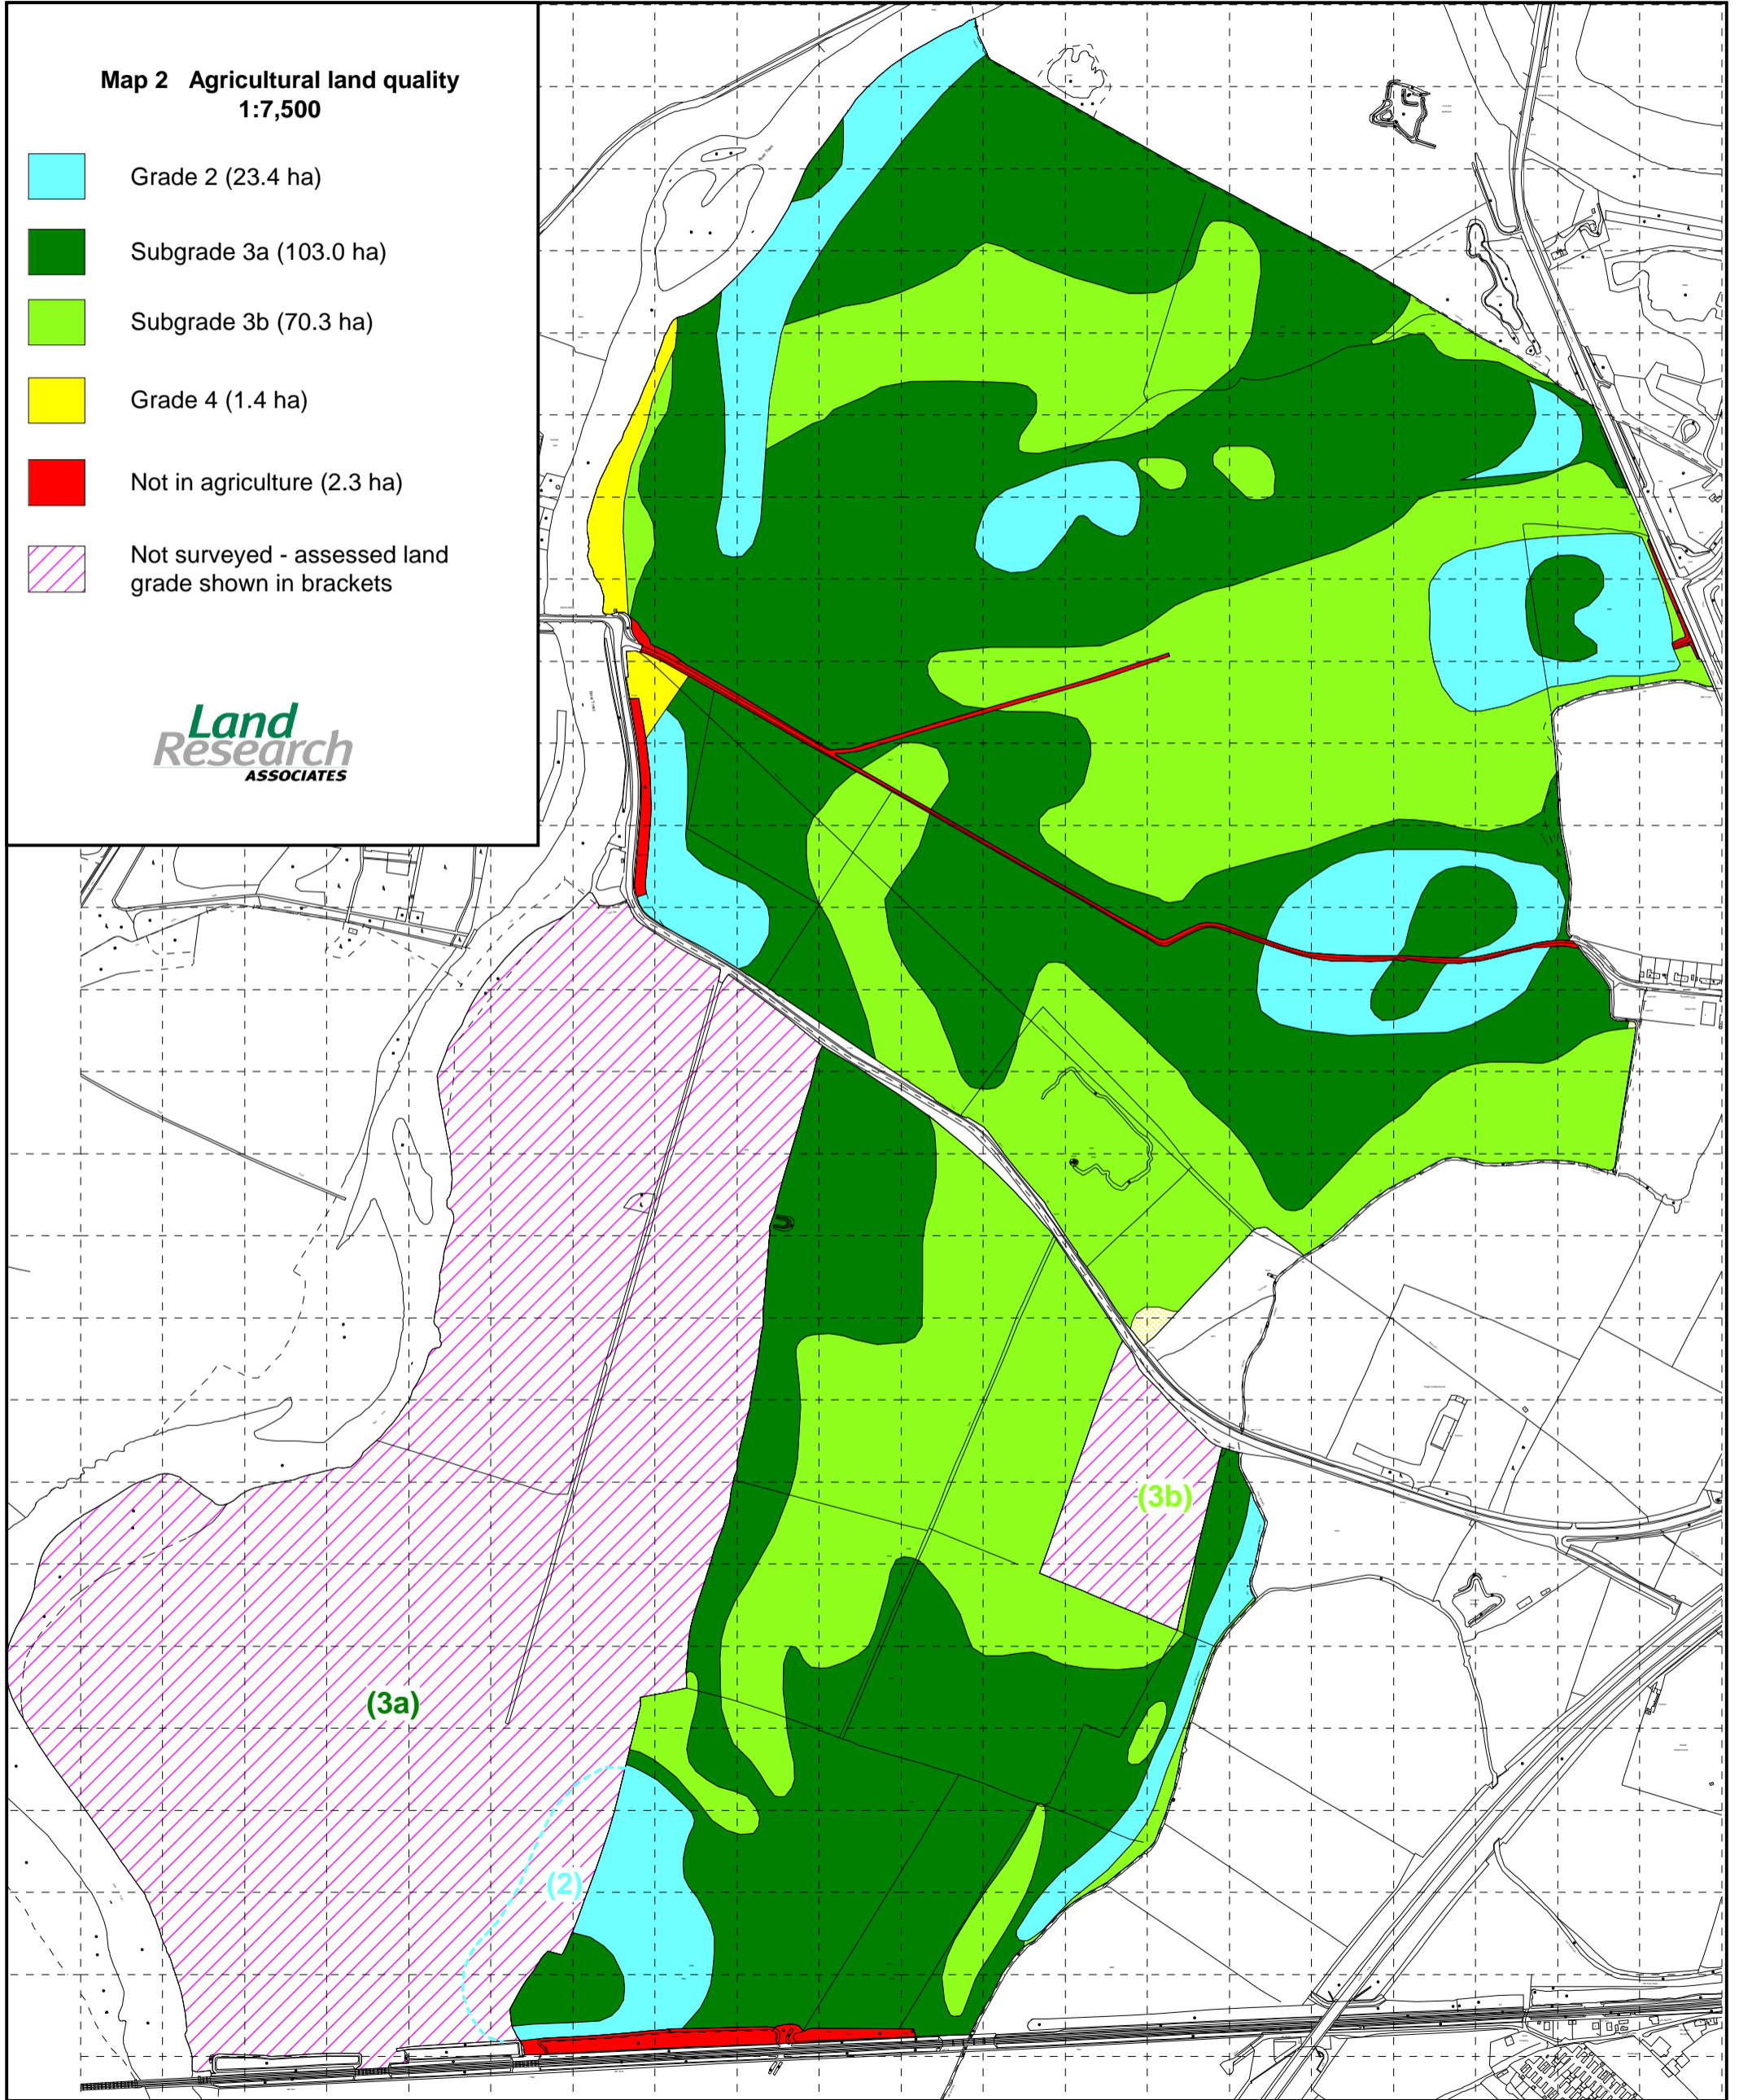 Map 2 Agricultural land quality
1:7,500
Grade 2 (23.4 ha)
Subgrade 3a (103.0 ha)
Subgrade 3b (70.3 ha)
Grade 4 (1.4 ha)
Not in agriculture (2.3 ha)
Not surveyed - assessed land
grade shown in brackets
Land
Research
ASSOCIATES
(3b)
(3a)
(2)